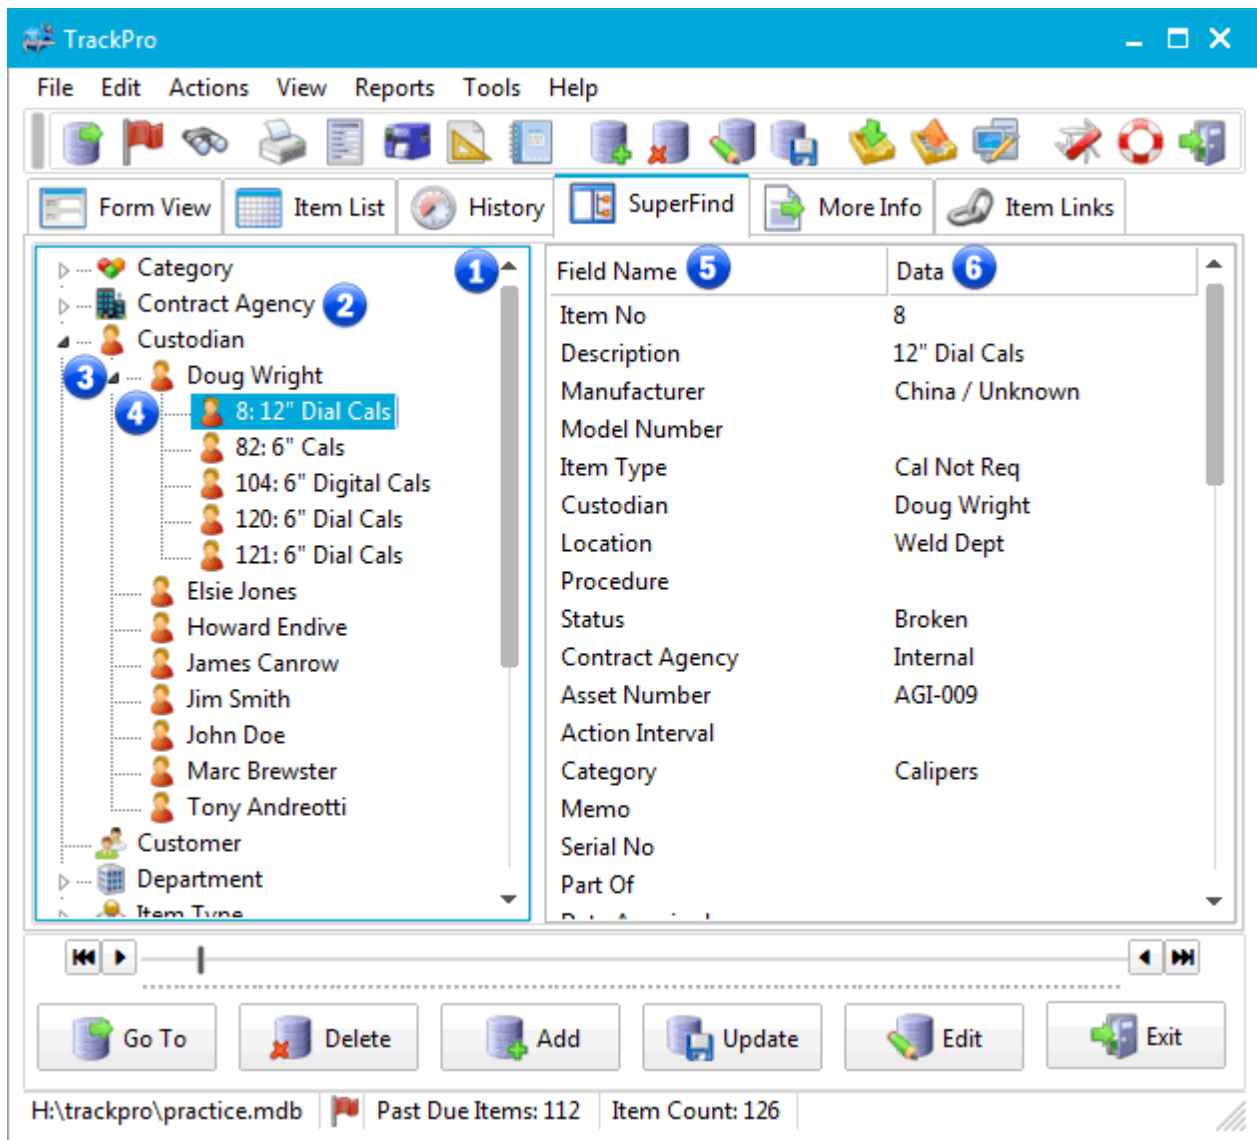 TrackPro
File Edit Actions View Reports Tools Help
Form View Item List History SuperFind More Info Item Links
Category 1
Contract Agency 2
Custodian
3 Doug Wright
4 8: 12" Dial Cals
82: 6" Cals
104: 6" Digital Cals
120: 6" Dial Cals
121: 6" Dial Cals
Elsie Jones
Howard Endive
James Canrow
Jim Smith
John Doe
Marc Brewster
Tony Andreotti
Customer
Department
Item Type
Field Name 5 Data 6
Item No 8
Description 12" Dial Cals
Manufacturer China / Unknown
Model Number
Item Type Cal Not Req
Custodian Doug Wright
Location Weld Dept
Procedure
Status Broken
Contract Agency Internal
Asset Number AGI-009
Action Interval
Category Calipers
Memo
Serial No
Part Of
Go To Delete Add Update Edit Exit
H:\trackpro\practice.mdb Past Due Items: 112 Item Count: 126